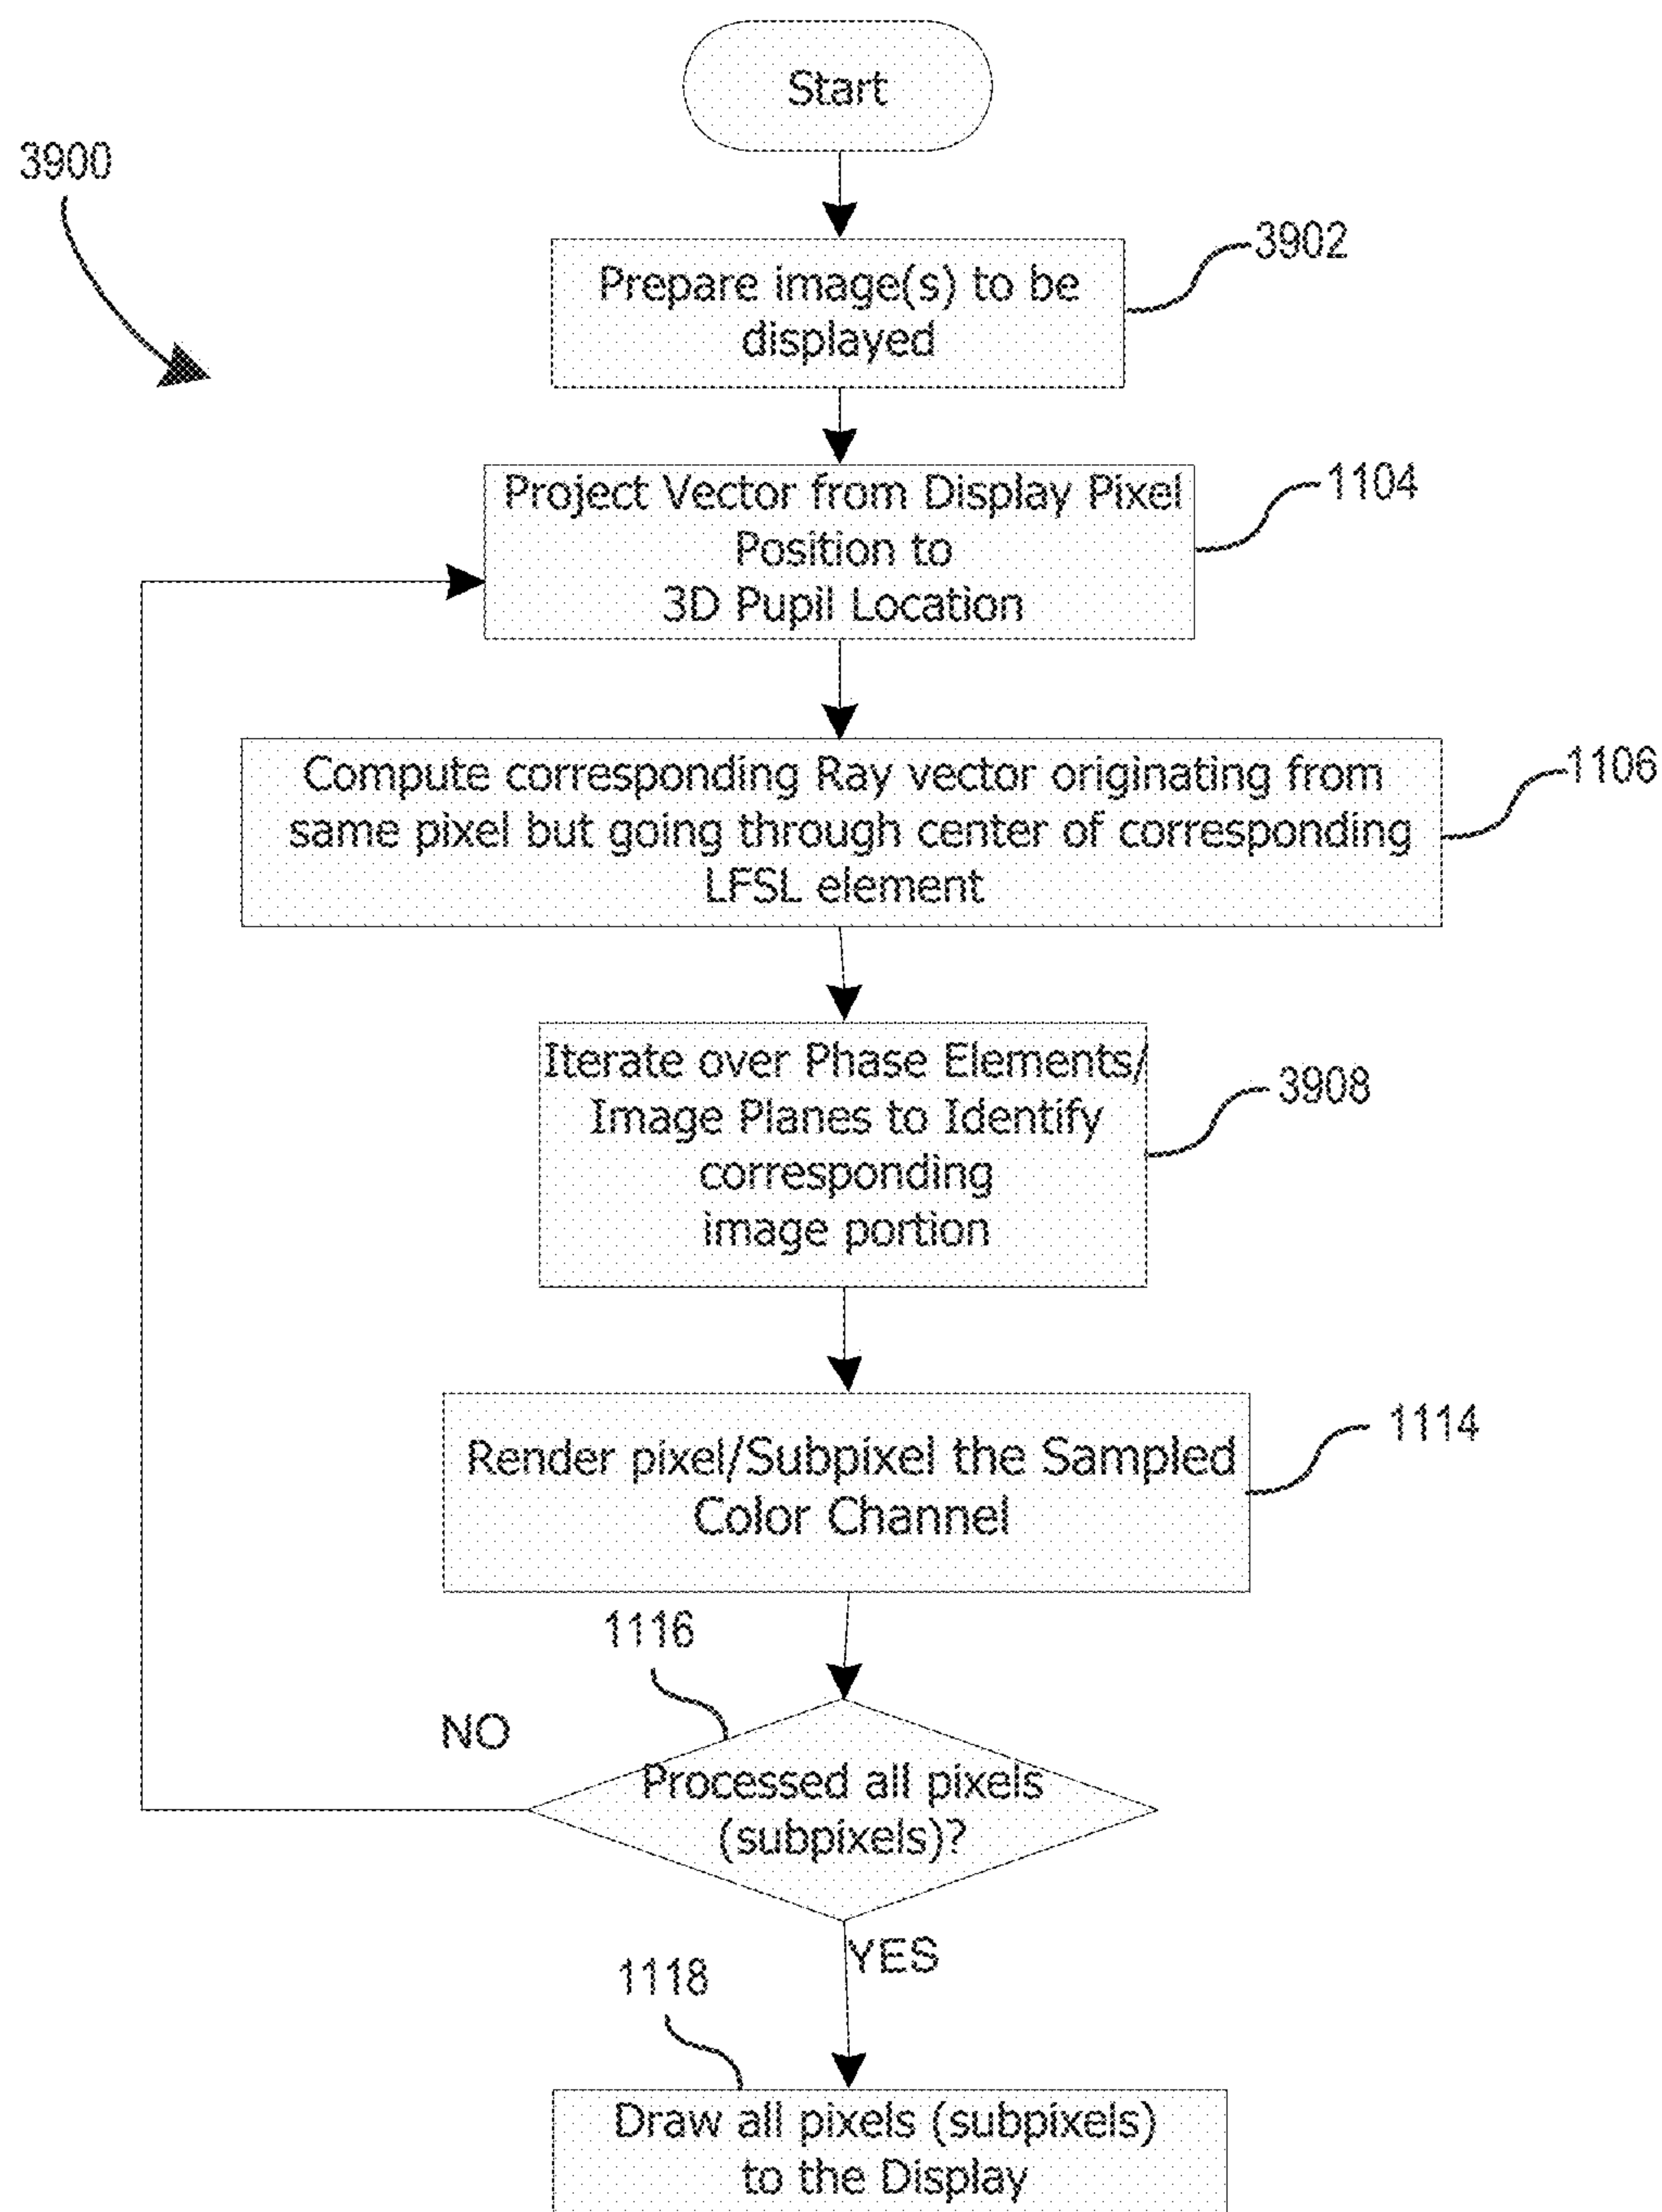 Start
3900
3902
Prepare image(s) to be
displayed
1104
Project Vector from Display Pixel
Position to
3D Pupil Location
1106
Compute corresponding Ray vector originating from
same pixel but going through center of corresponding
LFSL element
Iterate over Phase Elements/
Image Planes to Identify
corresponding
image portion
3908
Render pixel/Subpixel the Sampled
Color Channel
1114
1116
NO
Processed all pixels
(subpixels)?
YES
1118
Draw all pixels (subpixels)
to the Display